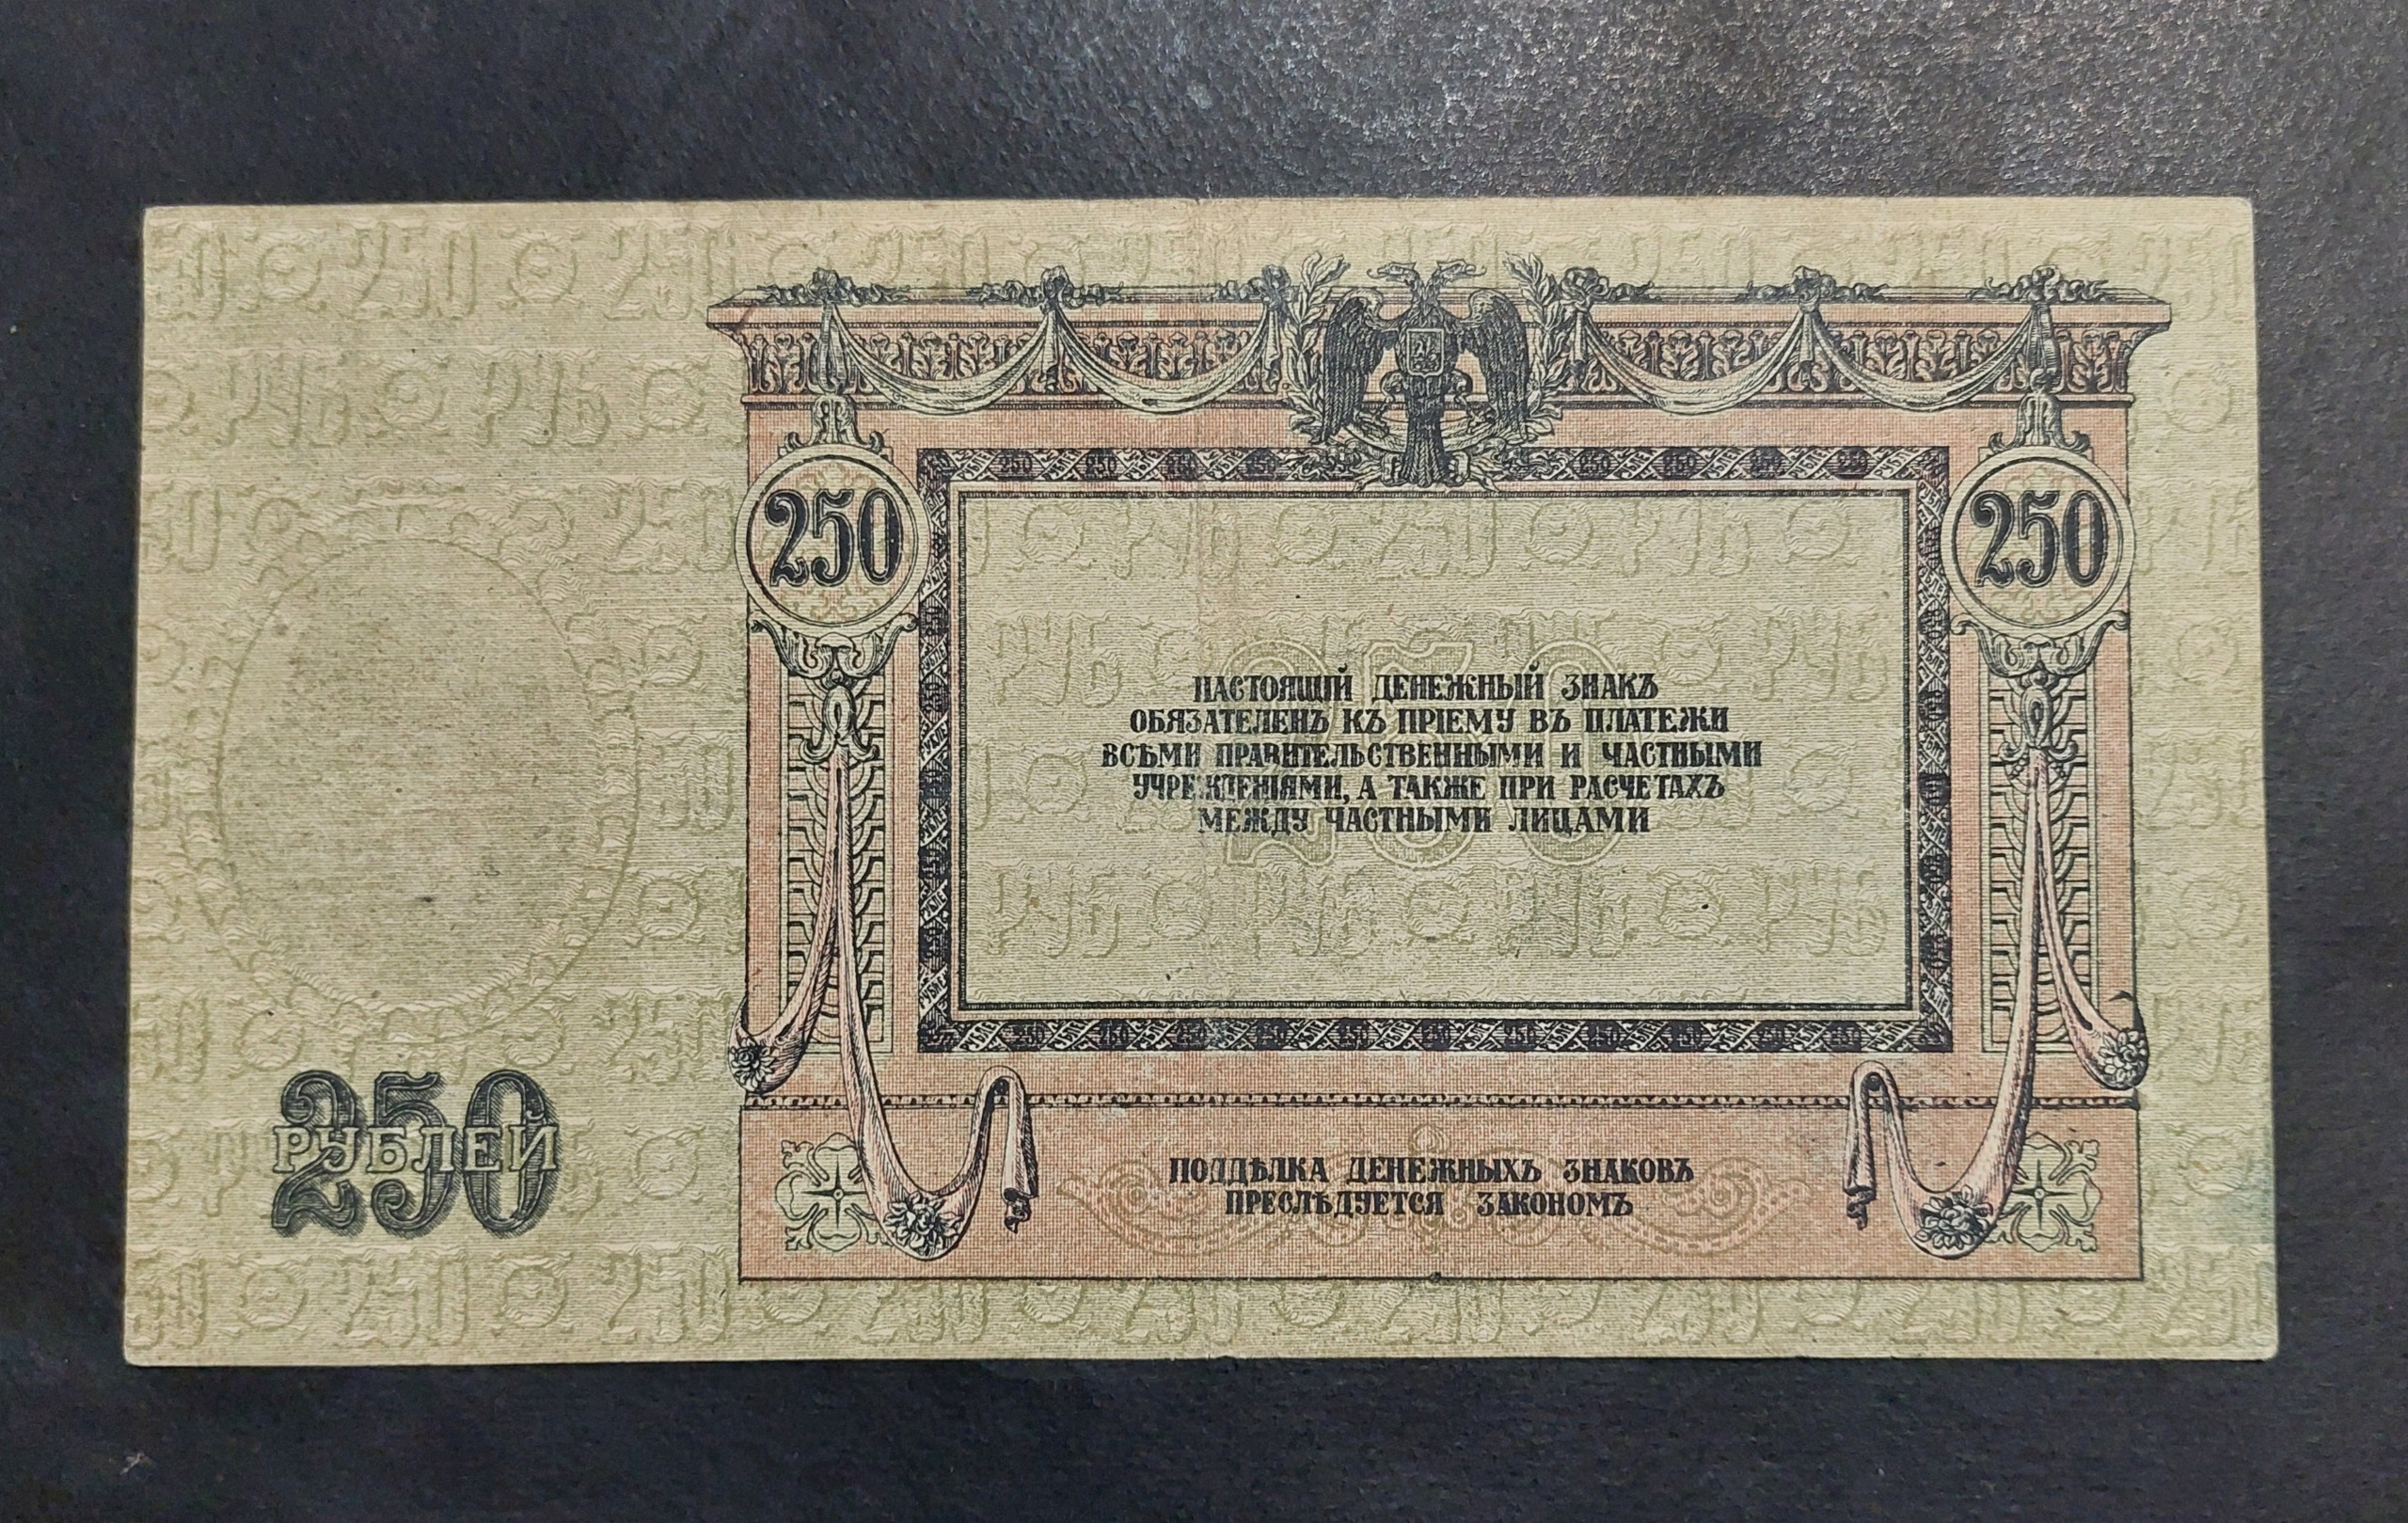 250
250
НАСТОЯЩІЙ ДЕНЕЖНЫЙ ЗНАКЪ
ОБЯЗАТЕЛЕНЪ КЪ ПРІЕМУ ВЪ ПЛАТЕЖИ
ВСѢМИ ПРАВИТЕЛЬСТВЕННЫМИ И ЧАСТНЫМИ
УЧРЕЖДЕНІЯМИ, А ТАКЖЕ ПРИ РАСЧЕТАХЪ
МЕЖДУ ЧАСТНЫМИ ЛИЦАМИ
250
РУБЛЕЙ
ПОДДѢЛКА ДЕНЕЖНЫХЪ ЗНАКОВЪ
ПРЕСЛѢДУЕТСЯ ЗАКОНОМЪ